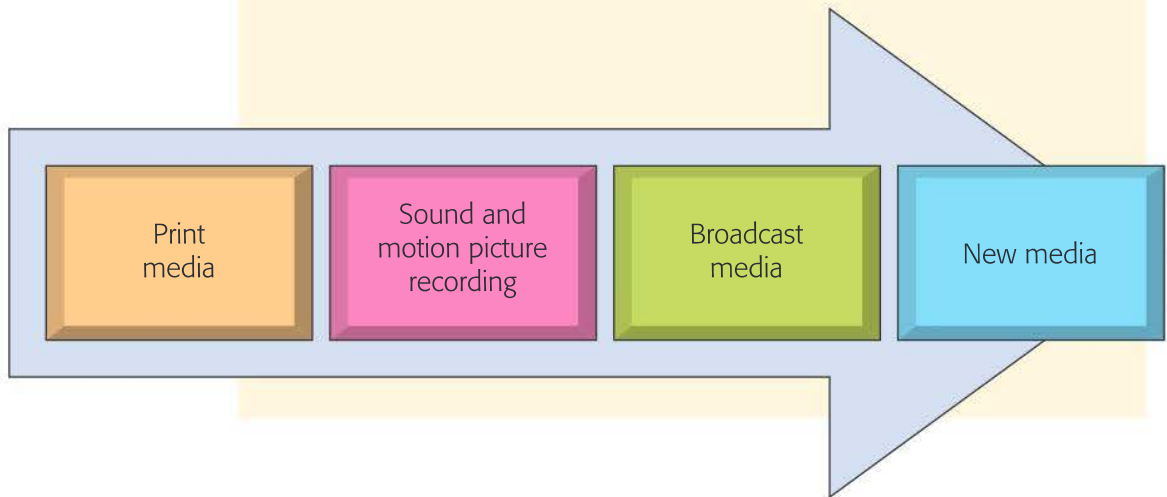 Print
media
Sound and
motion picture
recording
Broadcast
media
New media